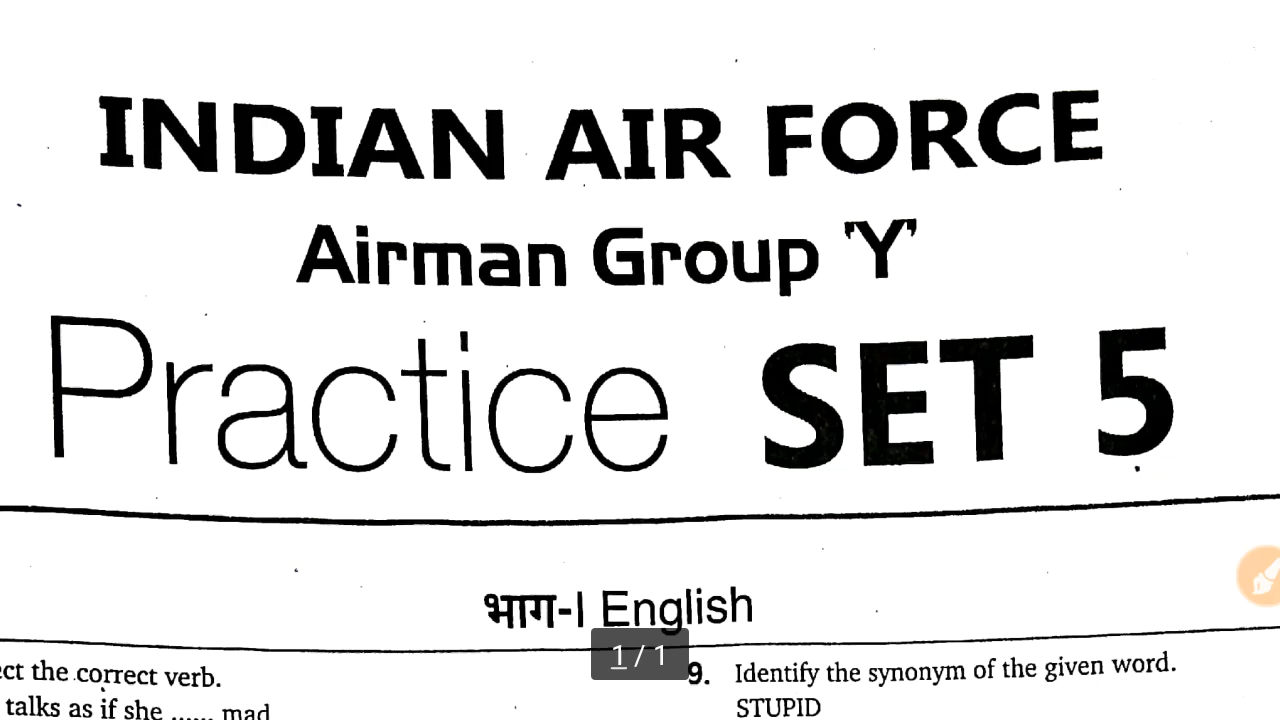 INDIAN AIR FORCE
Airman Group 'Y'
Practice SET 5
भाग-I English
1/1
the correct verb.
talks as if she ...... mad
9. Identify the synonym of the given word.
STUPID